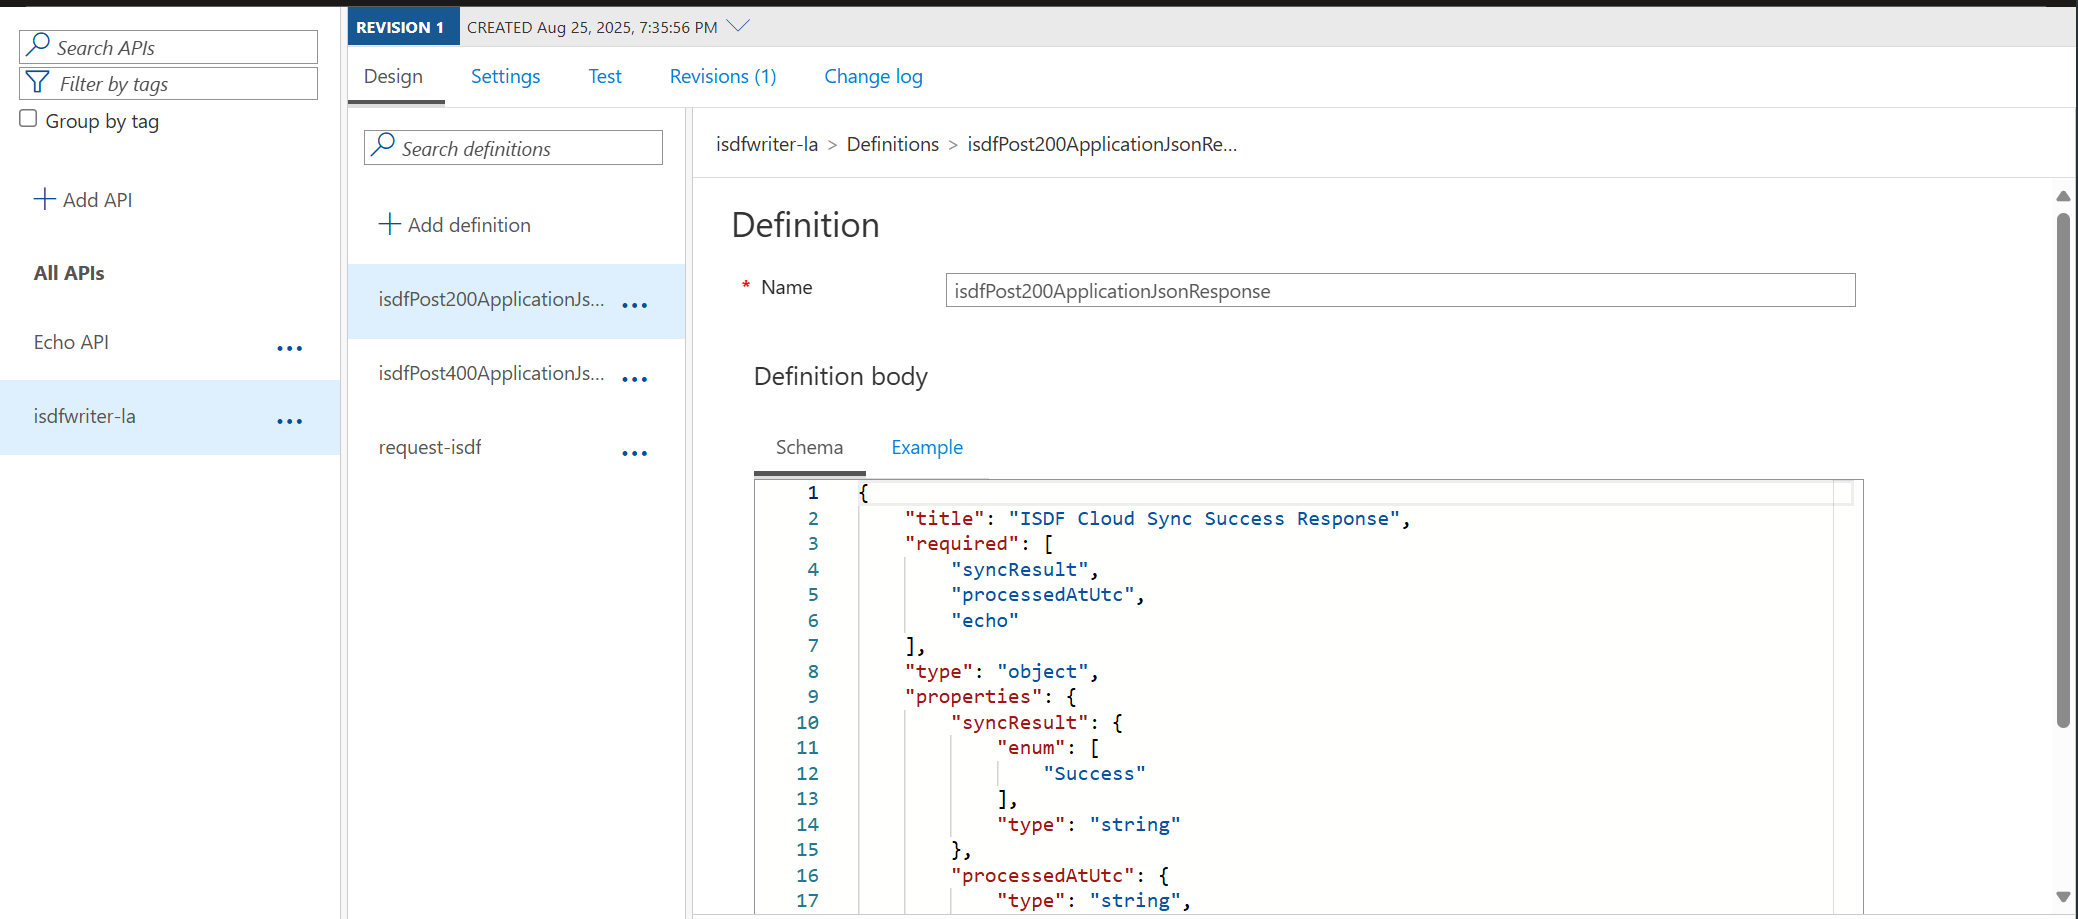 REVISION 1 CREATED Aug 25, 2025, 7:35:56 PM
Search APIs
Filter by tags
Group by tag
Add API
All APIs
Echo API
isdfwriter-la
Design Settings Test Revisions (1) Change log
Search definitions
Add definition
isdfPost200ApplicationJs...
isdfPost400ApplicationJs...
request-isdf
isdfwriter-la > Definitions > isdfPost200ApplicationJsonRe...
Definition
* Name isdfPost200ApplicationJsonResponse
Definition body
Schema Example
1 {
2 "title": "ISDF Cloud Sync Success Response",
3 "required": [
4 "syncResult",
5 "processedAtUtc",
6 "echo"
7 ],
8 "type": "object",
9 "properties": {
10 "syncResult": {
11 "enum": [
12 "Success"
13 ],
14 "type": "string"
15 },
16 "processedAtUtc": {
17 "type": "string",